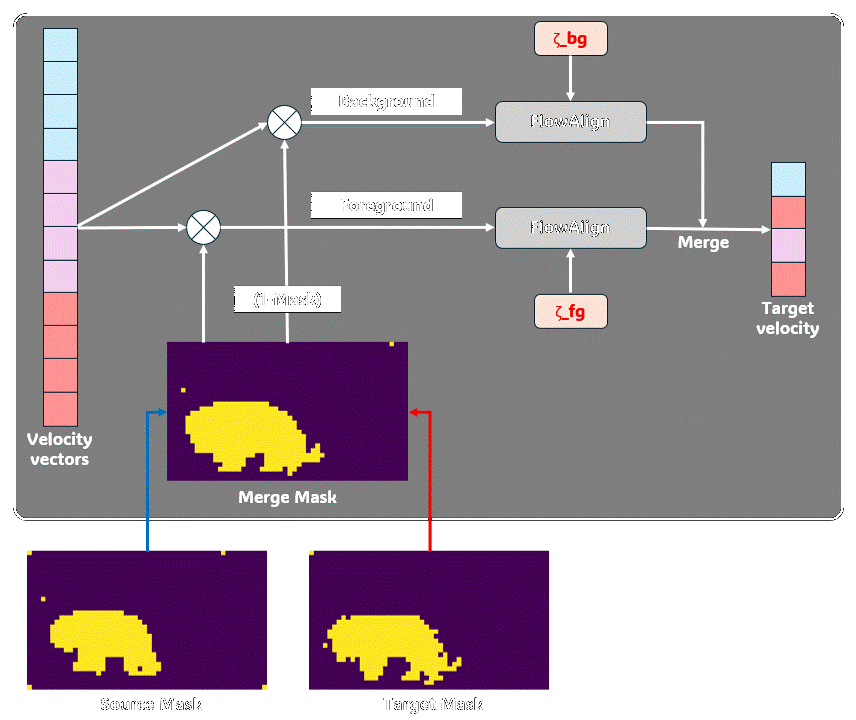 ζ_bg
Background
FlowAlign
Foreground
FlowAlign
Merge
(1-Mask)
ζ_fg
Target
velocity
Velocity
vectors
Merge Mask
Source Mask
Target Mask